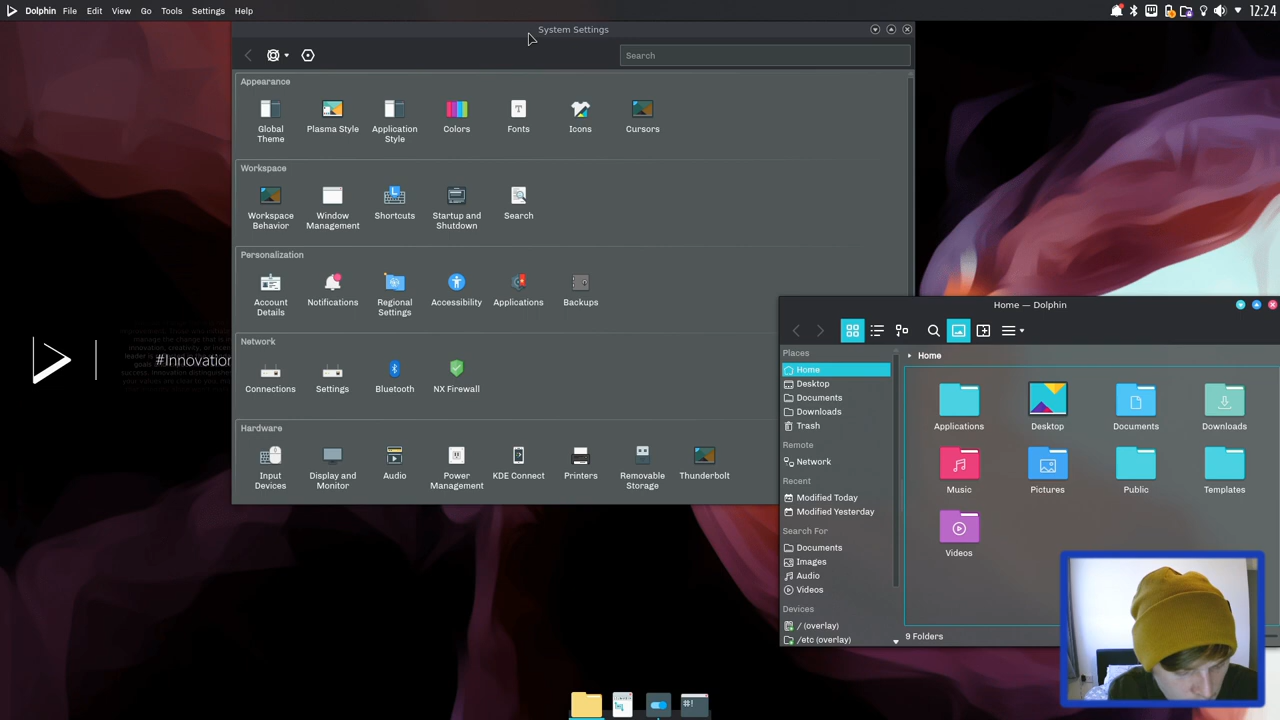 Dolphin File Edit View Go Tools Settings Help
12:24
System Settings
Search
Appearance
Global Theme
Plasma Style
Application Style
Colors
Fonts
Icons
Cursors
Workspace
Workspace Behavior
Window Management
Shortcuts
Startup and Shutdown
Search
Personalization
Account Details
Notifications
Regional Settings
Accessibility
Applications
Backups
Network
Connections
Settings
Bluetooth
NX Firewall
Hardware
Input Devices
Display and Monitor
Audio
Power Management
KDE Connect
Printers
Removable Storage
Thunderbolt
#Innovation
Home — Dolphin
Places
Home
Desktop
Documents
Downloads
Trash
Remote
Network
Recent
Modified Today
Modified Yesterday
Search For
Documents
Images
Audio
Videos
Devices
/ (overlay)
/etc (overlay)
Home
Applications
Desktop
Documents
Downloads
Music
Pictures
Public
Templates
Videos
9 Folders